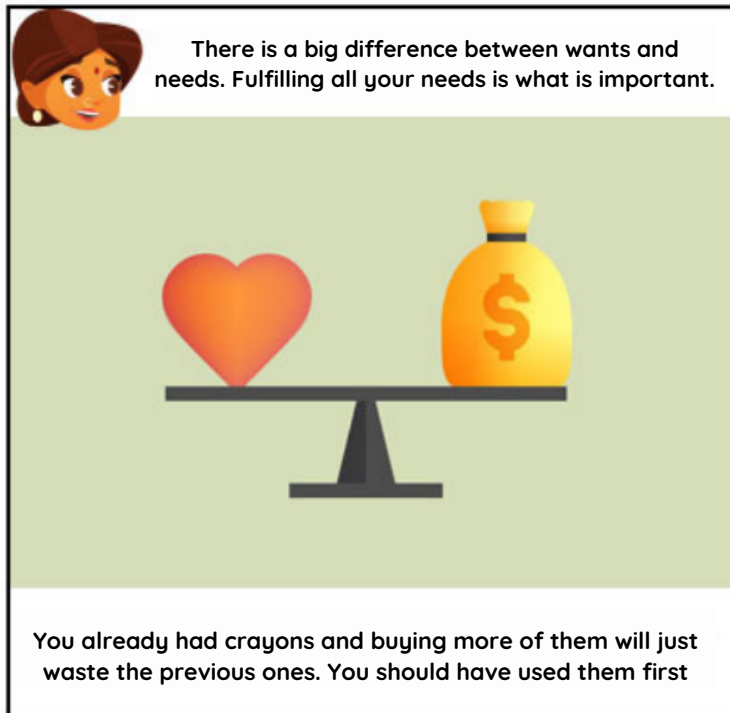 There is a big difference between wants and
needs. Fulfilling all your needs is what is important.
$
You already had crayons and buying more of them will just
waste the previous ones. You should have used them first